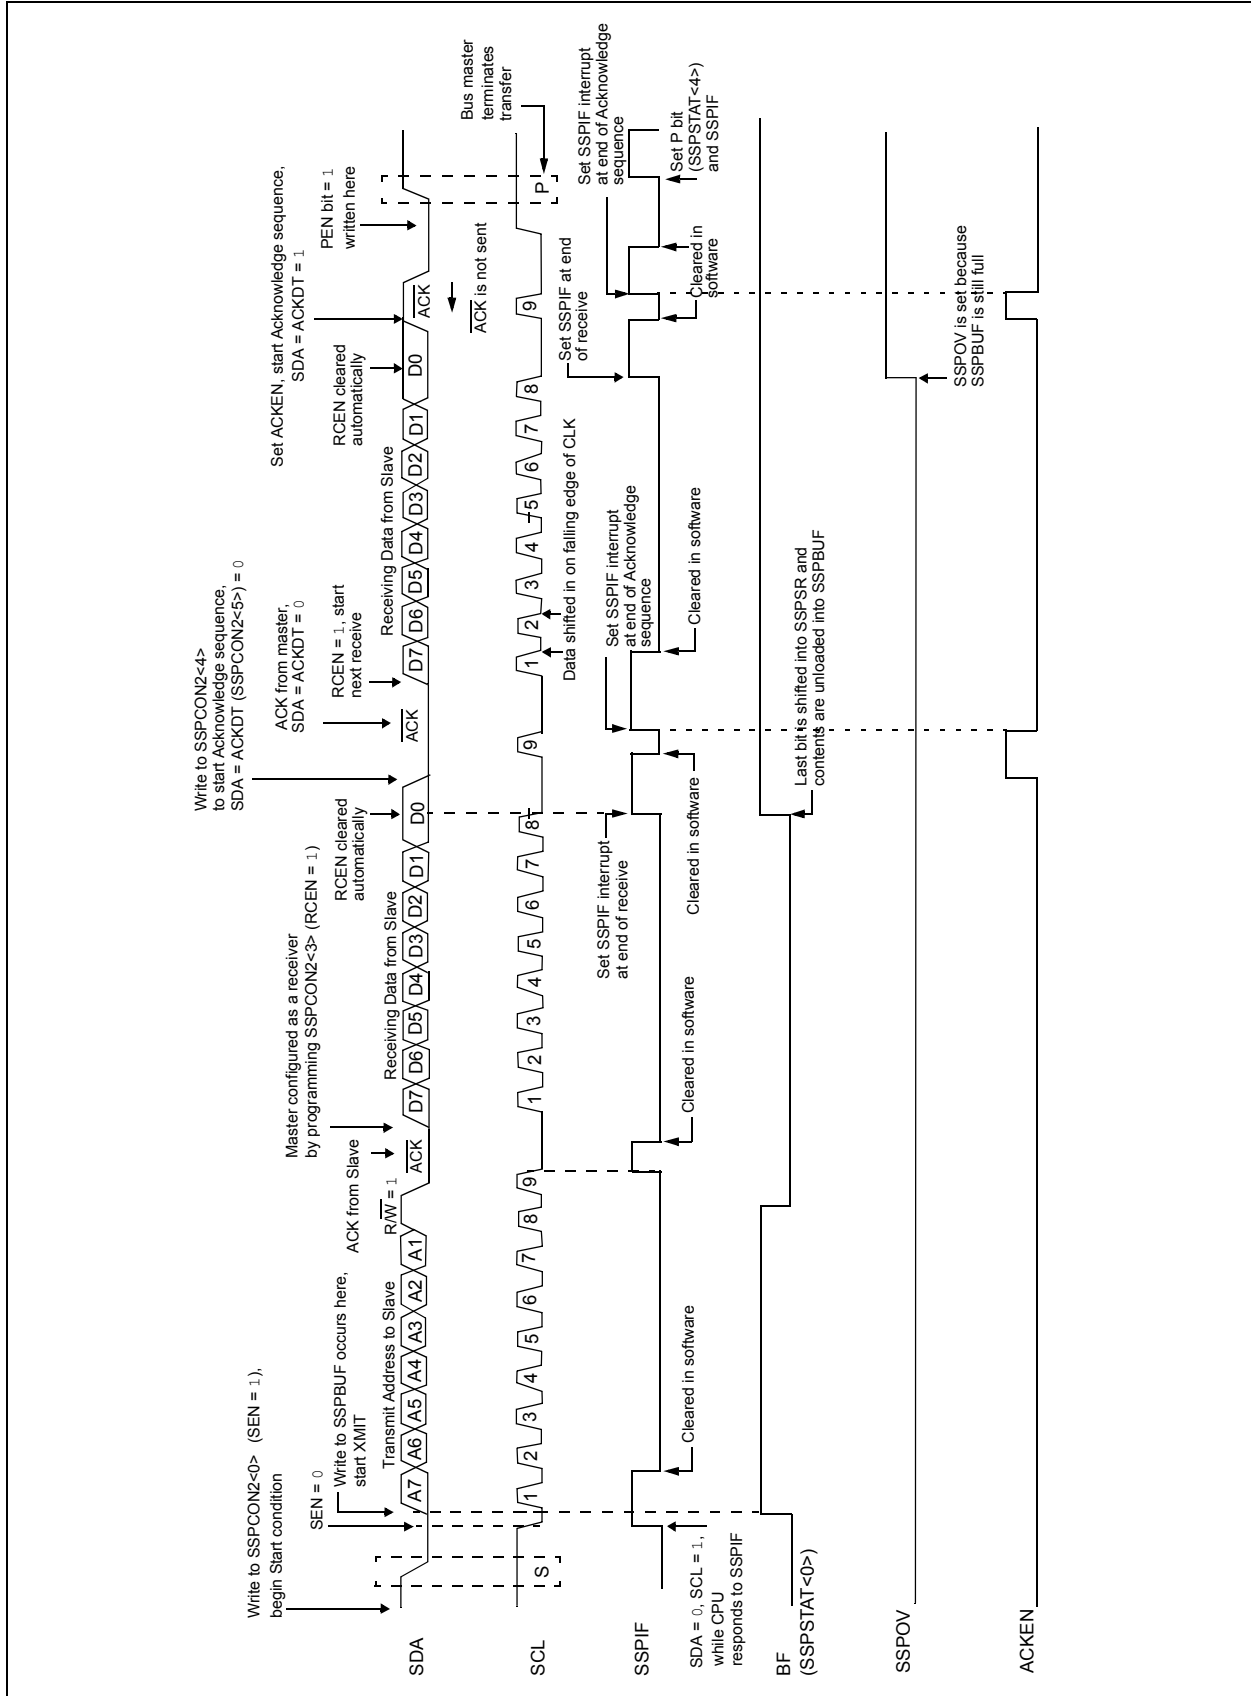 Write to SSPCON2<0> (SEN = 1),
begin Start condition
SEN = 0
Write to SSPBUF occurs here,
start XMIT
Transmit Address to Slave
R/W = 1
ACK from Slave
Master configured as a receiver
by programming SSPCON2<3> (RCEN = 1)
Receiving Data from Slave
RCEN cleared
automatically
Write to SSPCON2<4>
to start Acknowledge sequence,
SDA = ACKDT (SSPCON2<5>) = 0
ACK from master,
SDA = ACKDT = 0
RCEN = 1, start
next receive
Receiving Data from Slave
RCEN cleared
automatically
Set ACKEN, start Acknowledge sequence,
SDA = ACKDT = 1
PEN bit = 1
written here
SDA
A7 A6 A5 A4 A3 A2 A1 ACK D7 D6 D5 D4 D3 D2 D1 D0 ACK D7 D6 D5 D4 D3 D2 D1 D0 ACK
ACK is not sent
Bus master
terminates
transfer
SCL
S 1 2 3 4 5 6 7 8 9 1 2 3 4 5 6 7 8 9 1 2 3 4 5 6 7 8 9 P
Data shifted in on falling edge of CLK
Set SSPIF interrupt
at end of receive
Set SSPIF interrupt
at end of Acknowledge
sequence
Set SSPIF at end
of receive
Set SSPIF interrupt
at end of Acknowledge
sequence
SSPIF
SDA = 0, SCL = 1,
while CPU
responds to SSPIF
Cleared in software
Cleared in software
Cleared in software
Cleared in software
Cleared in
software
Set P bit
(SSPSTAT<4>)
and SSPIF
BF
(SSPSTAT<0>)
Last bit is shifted into SSPSR and
contents are unloaded into SSPBUF
SSPOV
SSPOV is set because
SSPBUF is still full
ACKEN